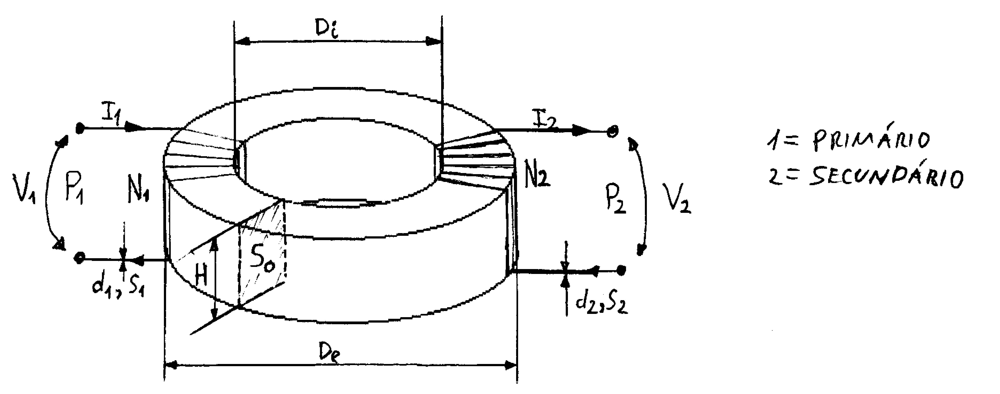 Di
I1
I2
1 = PRIMÁRIO
2 = SECUNDÁRIO
V1
P1
N1
N2
P2
V2
So
H
d1, S1
d2, S2
De